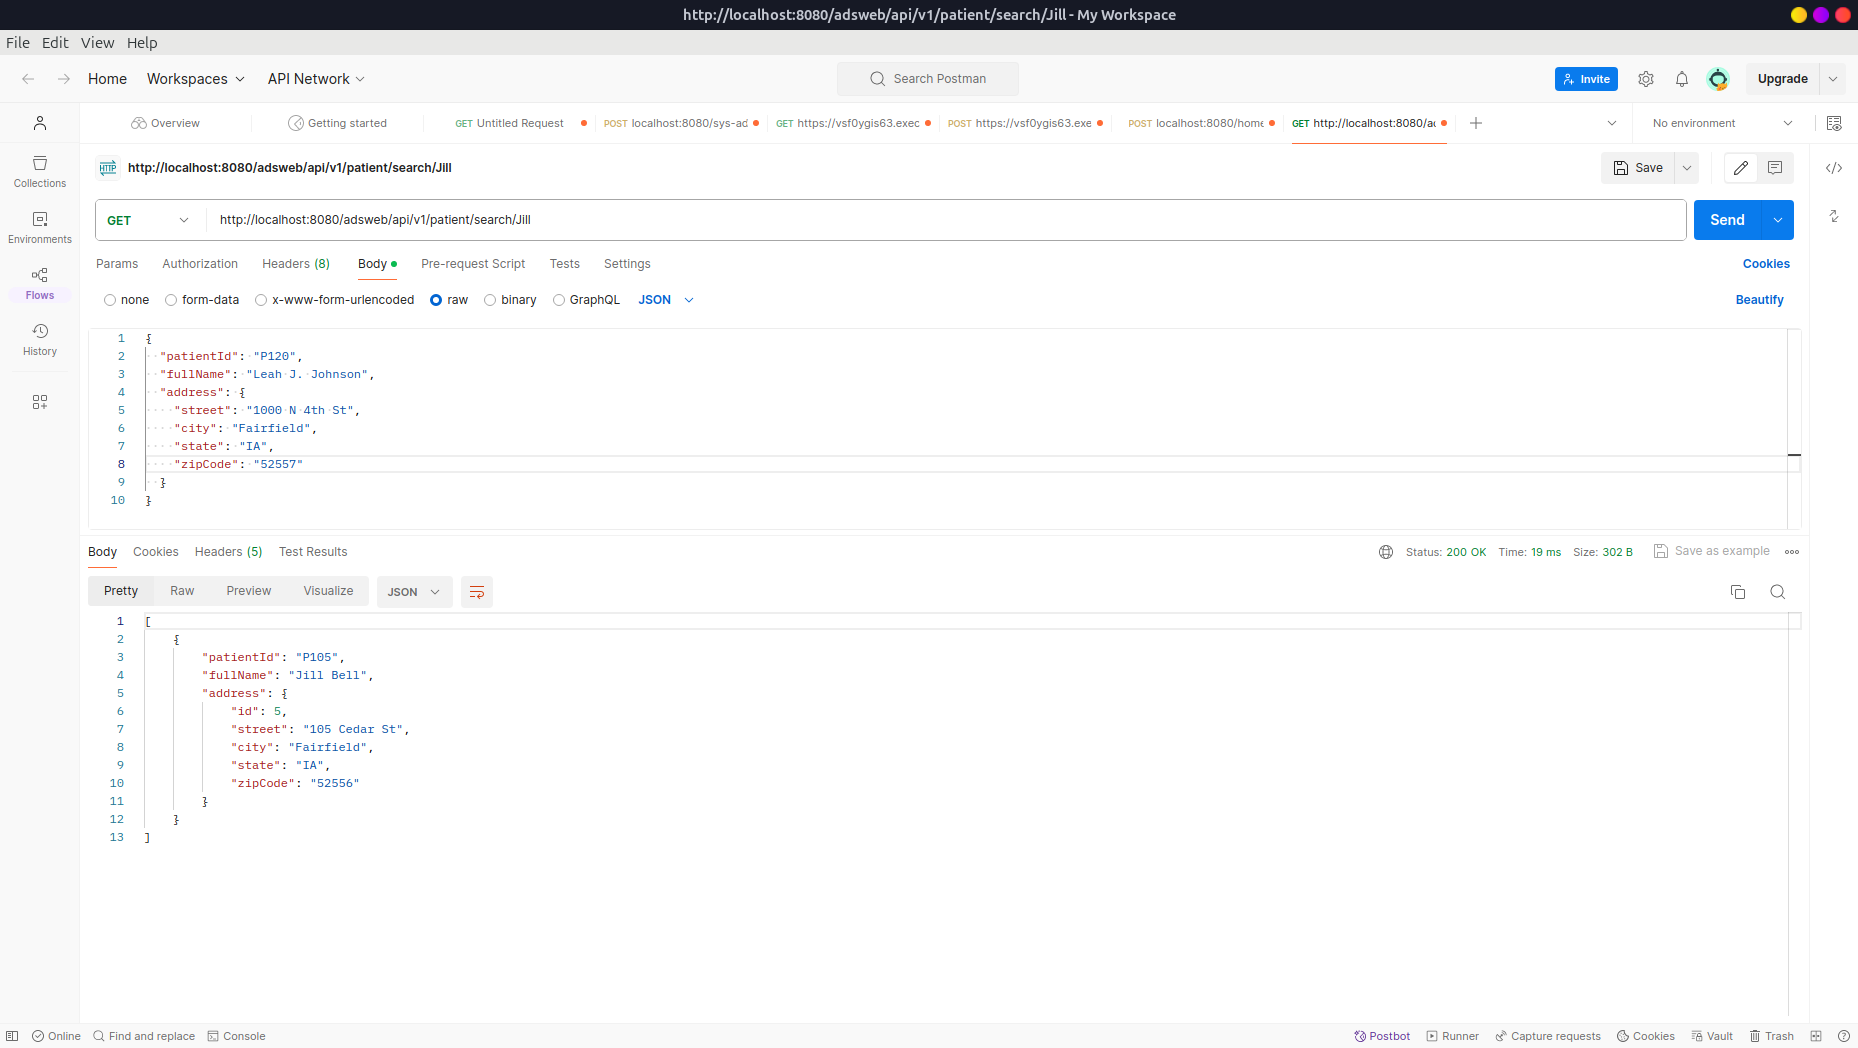 http://localhost:8080/adsweb/api/v1/patient/search/Jill - My Workspace
File Edit View Help
Home Workspaces API Network Search Postman Invite Upgrade
Overview Getting started GET Untitled Request POST localhost:8080/sys-ad GET https://vsf0ygis63.exec POST https://vsf0ygis63.exe POST localhost:8080/home GET http://localhost:8080/ad No environment
HTTP http://localhost:8080/adsweb/api/v1/patient/search/Jill Save
Collections
Environments
Flows
History
GET http://localhost:8080/adsweb/api/v1/patient/search/Jill Send
Params Authorization Headers (8) Body Pre-request Script Tests Settings Cookies
none form-data x-www-form-urlencoded raw binary GraphQL JSON Beautify
1 {
2 "patientId": "P120",
3 "fullName": "Leah J. Johnson",
4 "address": {
5 "street": "1000 N 4th St",
6 "city": "Fairfield",
7 "state": "IA",
8 "zipCode": "52557"
9 }
10 }
Body Cookies Headers (5) Test Results Status: 200 OK Time: 19 ms Size: 302 B Save as example
Pretty Raw Preview Visualize JSON
1 [
2 {
3 "patientId": "P105",
4 "fullName": "Jill Bell",
5 "address": {
6 "id": 5,
7 "street": "105 Cedar St",
8 "city": "Fairfield",
9 "state": "IA",
10 "zipCode": "52556"
11 }
12 }
13 ]
Online Find and replace Console Postbot Runner Capture requests Cookies Vault Trash